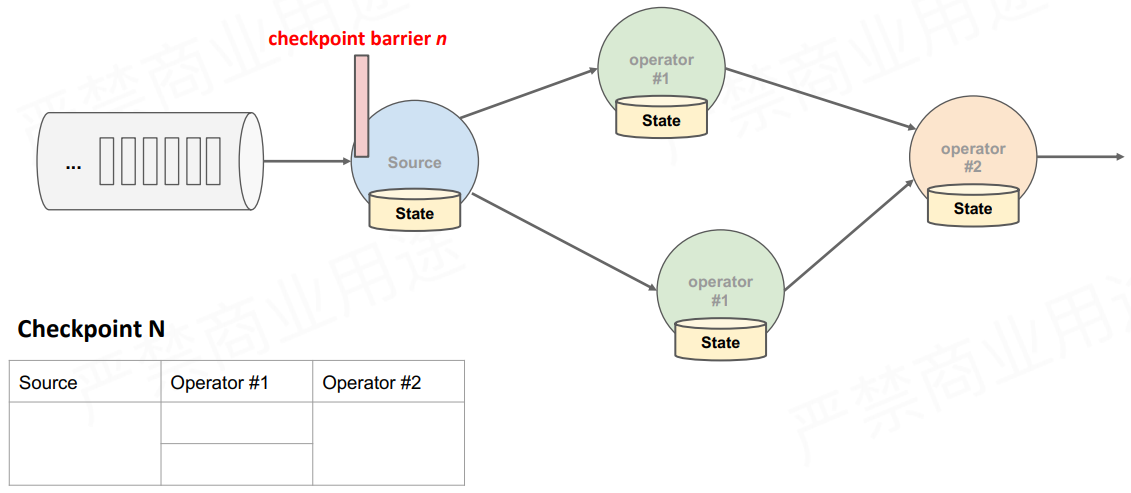 checkpoint barrier n
operator
#1
State
...
Source
State
operator
#2
State
operator
#1
State
Checkpoint N
Source
Operator #1
Operator #2
严禁商业用途
严禁商业用途
严禁商业用途
严禁商业用途